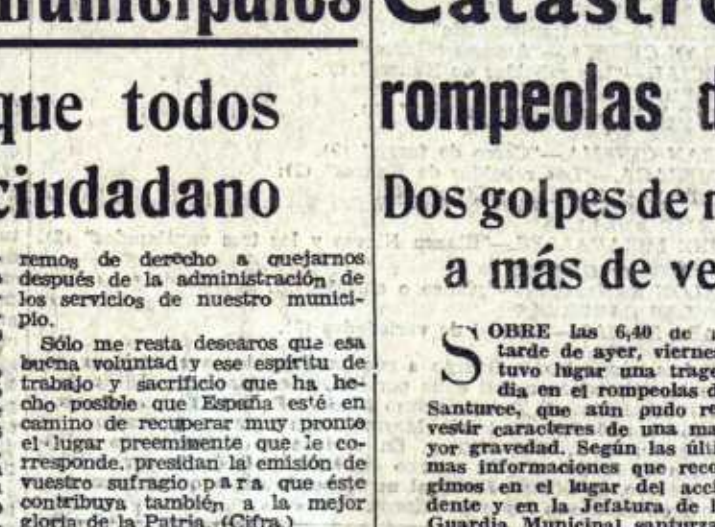 municipales
que todos
ciudadano
remos de derecho a quejarnos
después de la administración de
los servicios de nuestro munici-
pio.
Sólo me resta desearos que esa
buena voluntad y ese espíritu de
trabajo y sacrificio que ha he-
cho posible que España esté en
camino de recuperar muy pronto
el lugar preeminente que le co-
rresponde, presidan la emisión de
vuestro sufragio para que éste
contribuya también a la mejor
gloria de la Patria (Cifra.)
Catastro
rompeolas d
Dos golpes de m
a más de ve
SOBRE las 6,40 de
tarde de ayer, viernes
tuvo lugar una trage
dia en el rompeolas d
Santurce, que aún pudo re
vestir caracteres de una ma
yor gravedad. Según las últi
mas informaciones que reco
gimos en el lugar del acci
dente y en la Jefatura de l
Guardia Municipal